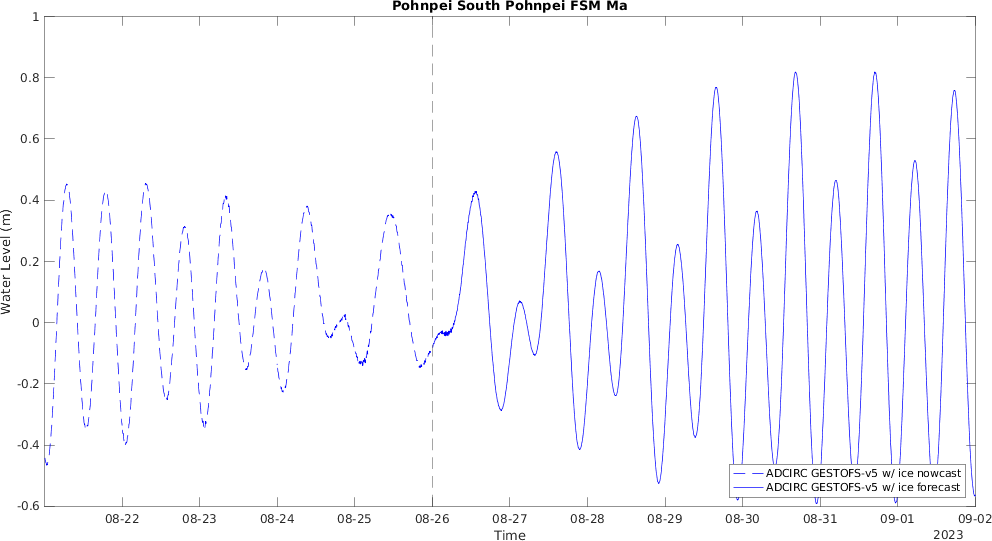 Pohnpei South Pohnpei FSM Ma
Water Level (m)
1
0.8
0.6
0.4
0.2
0
-0.2
-0.4
-0.6
ADCIRC GESTOFS-v5 w/ ice nowcast
ADCIRC GESTOFS-v5 w/ ice forecast
08-22 08-23 08-24 08-25 08-26 08-27 08-28 08-29 08-30 08-31 09-01 09-02
Time
2023